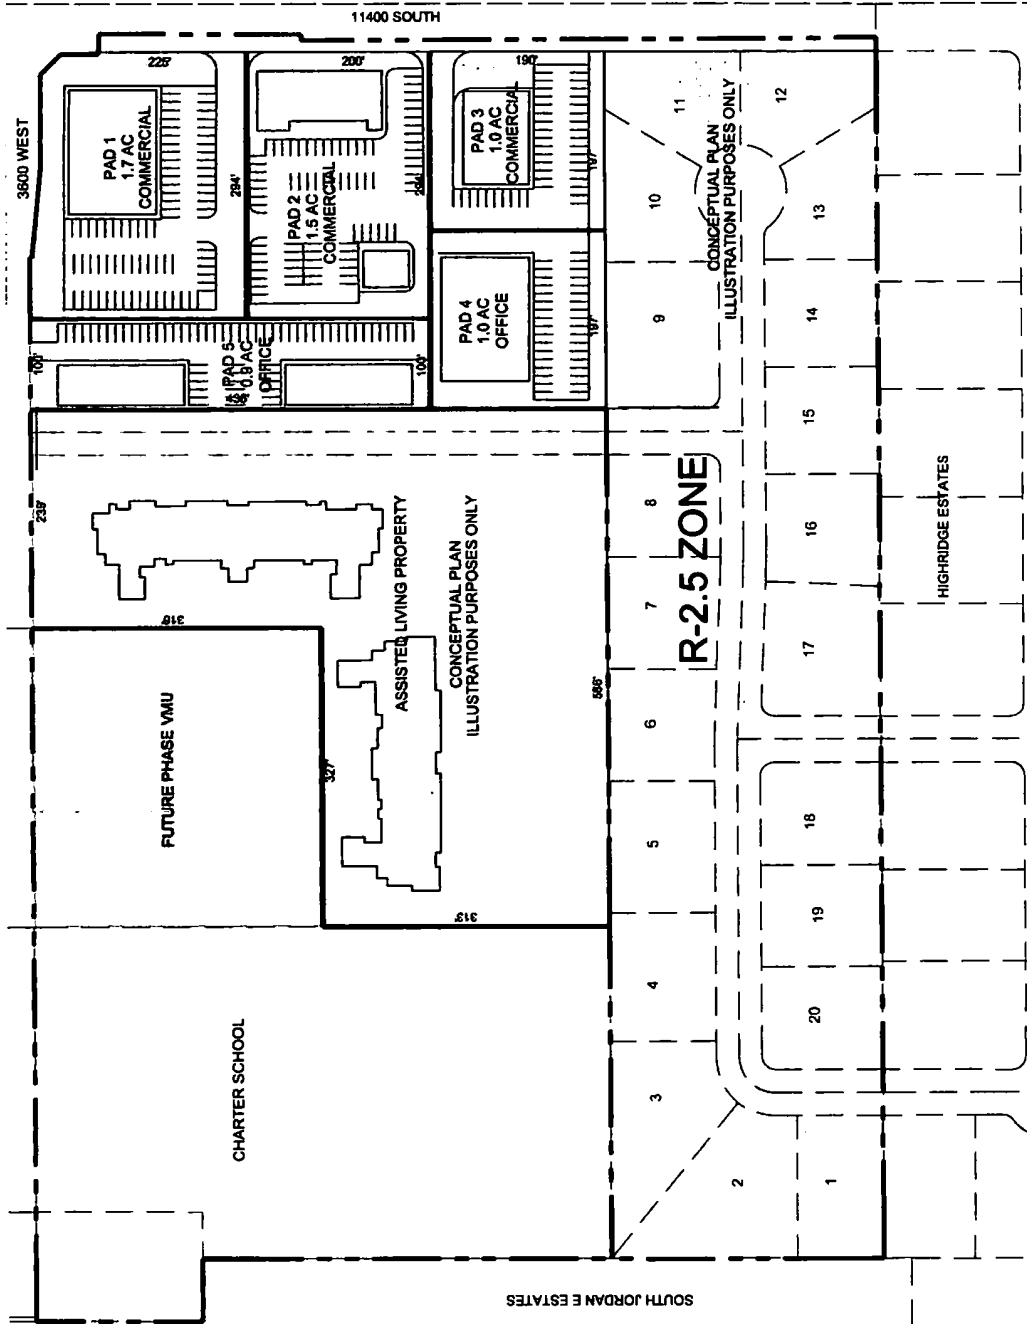 11400 SOUTH
3600 WEST
225'
200'
190'
PAD 1
1.7 AC
COMMERCIAL
294'
PAD 2
1.5 AC
COMMERCIAL
294'
PAD 3
1.0 AC
COMMERCIAL
197'
PAD 4
1.0 AC
OFFICE
197'
100'
PAD 5
0.9 AC
OFFICE
100'
11
12
10
13
9
14
CONCEPTUAL PLAN
ILLUSTRATION PURPOSES ONLY
15
8
16
7
17
6
R-2.5 ZONE
HIGHRIDGE ESTATES
239'
ASSISTED LIVING PROPERTY
CONCEPTUAL PLAN
ILLUSTRATION PURPOSES ONLY
316'
586'
327'
FUTURE PHASE VMU
313'
5
18
4
19
20
3
2
1
CHARTER SCHOOL
SOUTH JORDAN E ESTATES